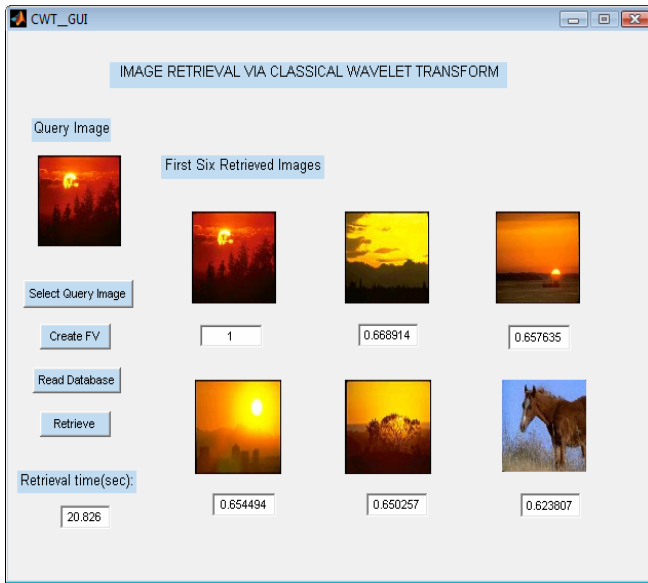 CWT_GUI
IMAGE RETRIEVAL VIA CLASSICAL WAVELET TRANSFORM
Query Image
First Six Retrieved Images
Select Query Image
Create FV
Read Database
Retrieve
Retrieval time(sec):
20.826
1
0.668914
0.657635
0.654494
0.650257
0.623807